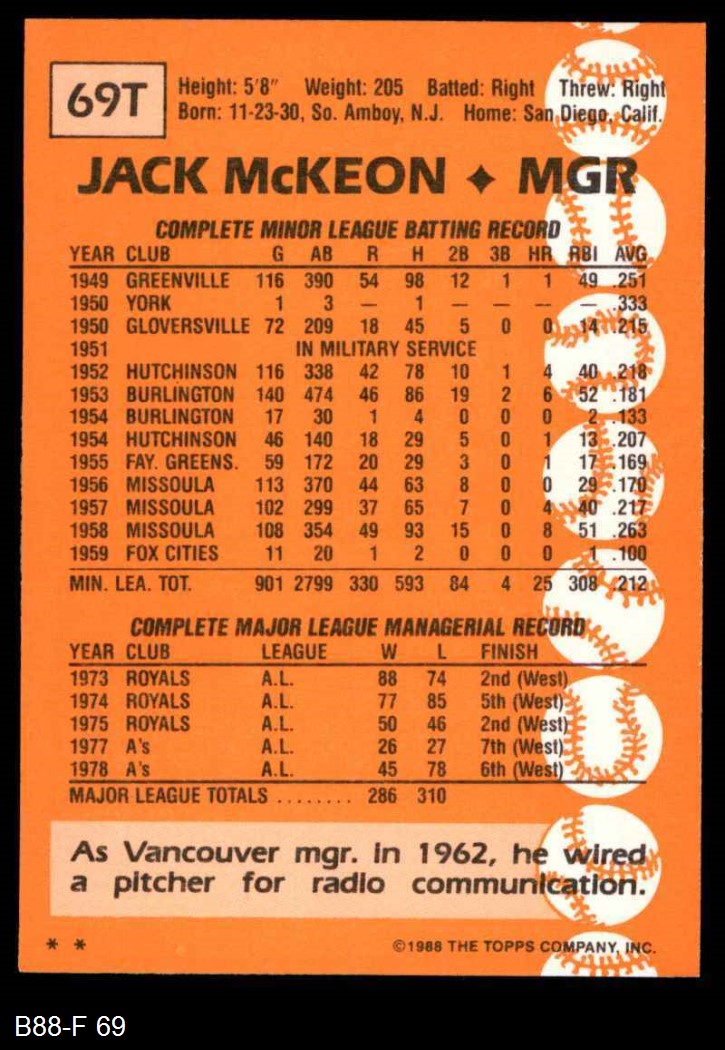 69T
Height: 5'8" Weight: 205 Batted: Right Threw: Right
Born: 11-23-30, So. Amboy, N.J. Home: San Diego, Calif.
JACK McKEON ♦ MGR
COMPLETE MINOR LEAGUE BATTING RECORD
YEAR CLUB G AB R H 2B 3B HR RBI AVG
1949 GREENVILLE 116 390 54 98 12 1 1 49 .251
1950 YORK 1 3 — 1 — — — — .333
1950 GLOVERSVILLE 72 209 18 45 5 0 0 14 .215
1951 IN MILITARY SERVICE
1952 HUTCHINSON 116 338 42 78 10 1 4 40 .218
1953 BURLINGTON 140 474 46 86 19 2 6 52 .181
1954 BURLINGTON 17 30 1 4 0 0 0 2 .133
1954 HUTCHINSON 46 140 18 29 5 0 1 13 .207
1955 FAY. GREENS. 59 172 20 29 3 0 1 17 .169
1956 MISSOULA 113 370 44 63 8 0 0 29 .170
1957 MISSOULA 102 299 37 65 7 0 4 40 .217
1958 MISSOULA 108 354 49 93 15 0 8 51 .263
1959 FOX CITIES 11 20 1 2 0 0 0 1 .100
MIN. LEA. TOT. 901 2799 330 593 84 4 25 308 .212
COMPLETE MAJOR LEAGUE MANAGERIAL RECORD
YEAR CLUB LEAGUE W L FINISH
1973 ROYALS A.L. 88 74 2nd (West)
1974 ROYALS A.L. 77 85 5th (West)
1975 ROYALS A.L. 50 46 2nd (West)
1977 A's A.L. 26 27 7th (West)
1978 A's A.L. 45 78 6th (West)
MAJOR LEAGUE TOTALS ........ 286 310
As Vancouver mgr. in 1962, he wired
a pitcher for radio communication.
* * ©1988 THE TOPPS COMPANY, INC.
B88-F 69